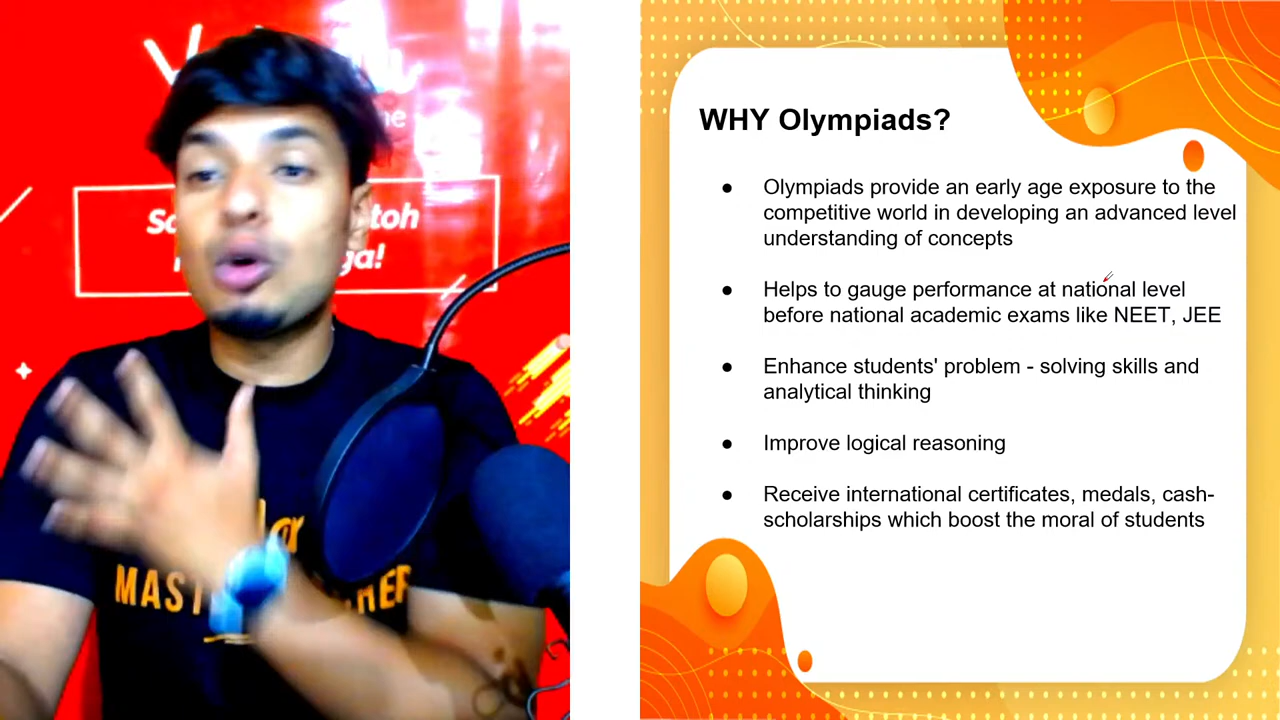 WHY Olympiads?
● Olympiads provide an early age exposure to the
competitive world in developing an advanced level
understanding of concepts
● Helps to gauge performance at national level
before national academic exams like NEET, JEE
● Enhance students' problem - solving skills and
analytical thinking
● Improve logical reasoning
● Receive international certificates, medals, cash-
scholarships which boost the moral of students
toh
ga!